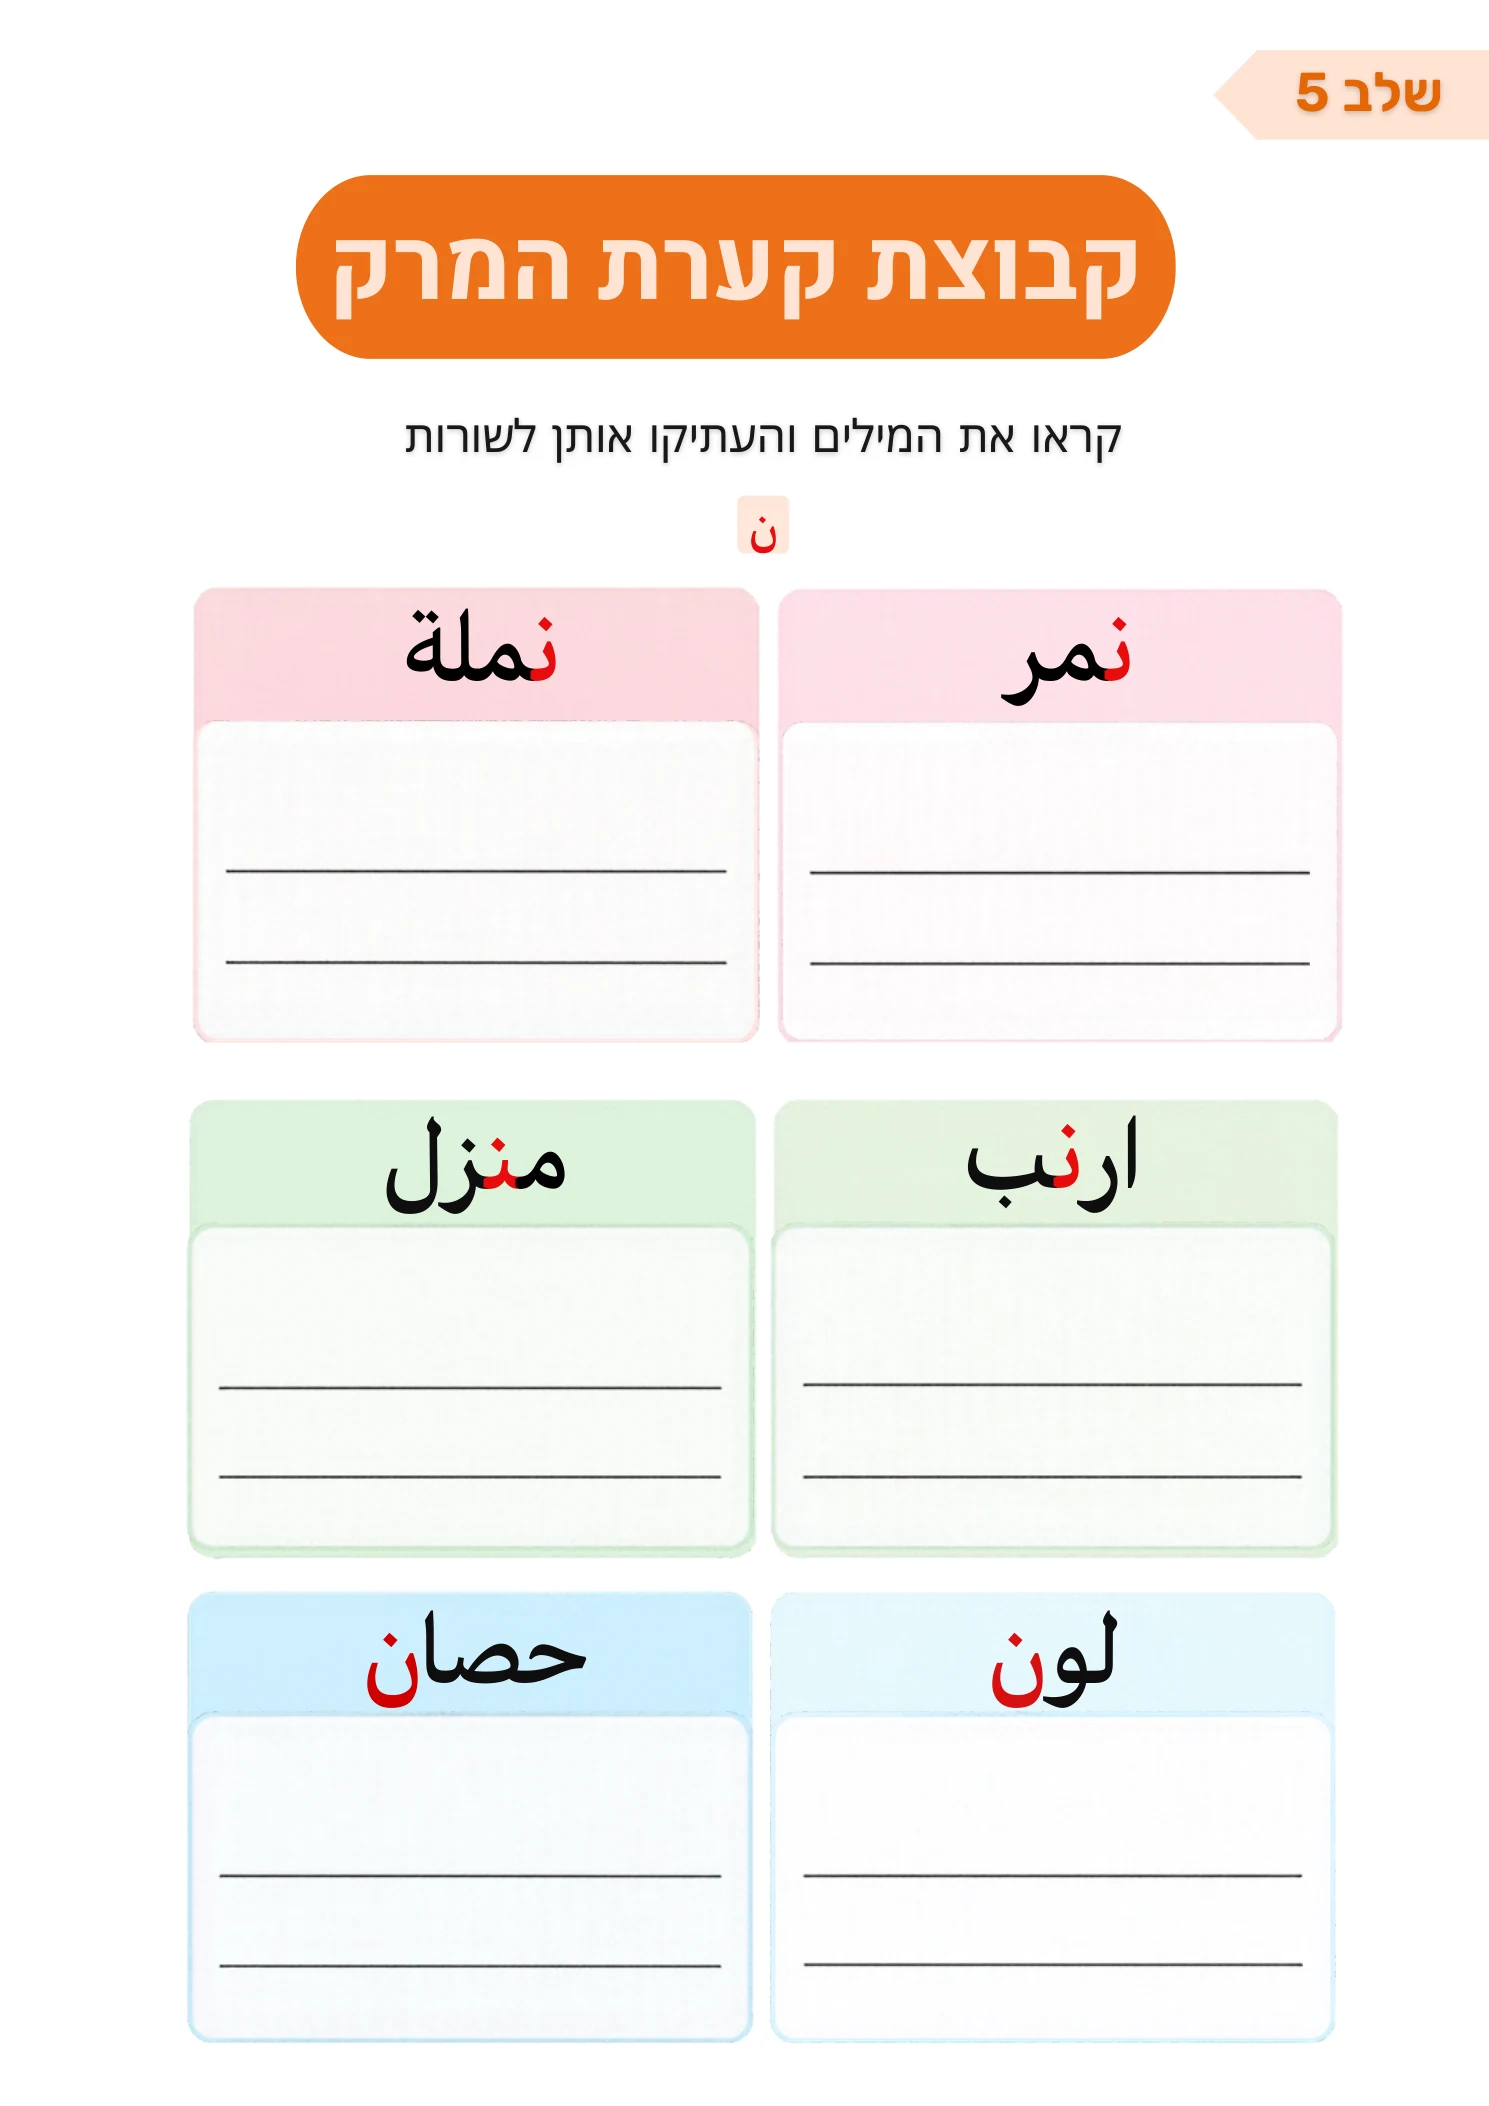 שלב 5
קבוצת קערת המרק
קראו את המילים והעתיקו אותן לשורות
ن
نمر
نملة
ارنب
منزل
لون
حصان